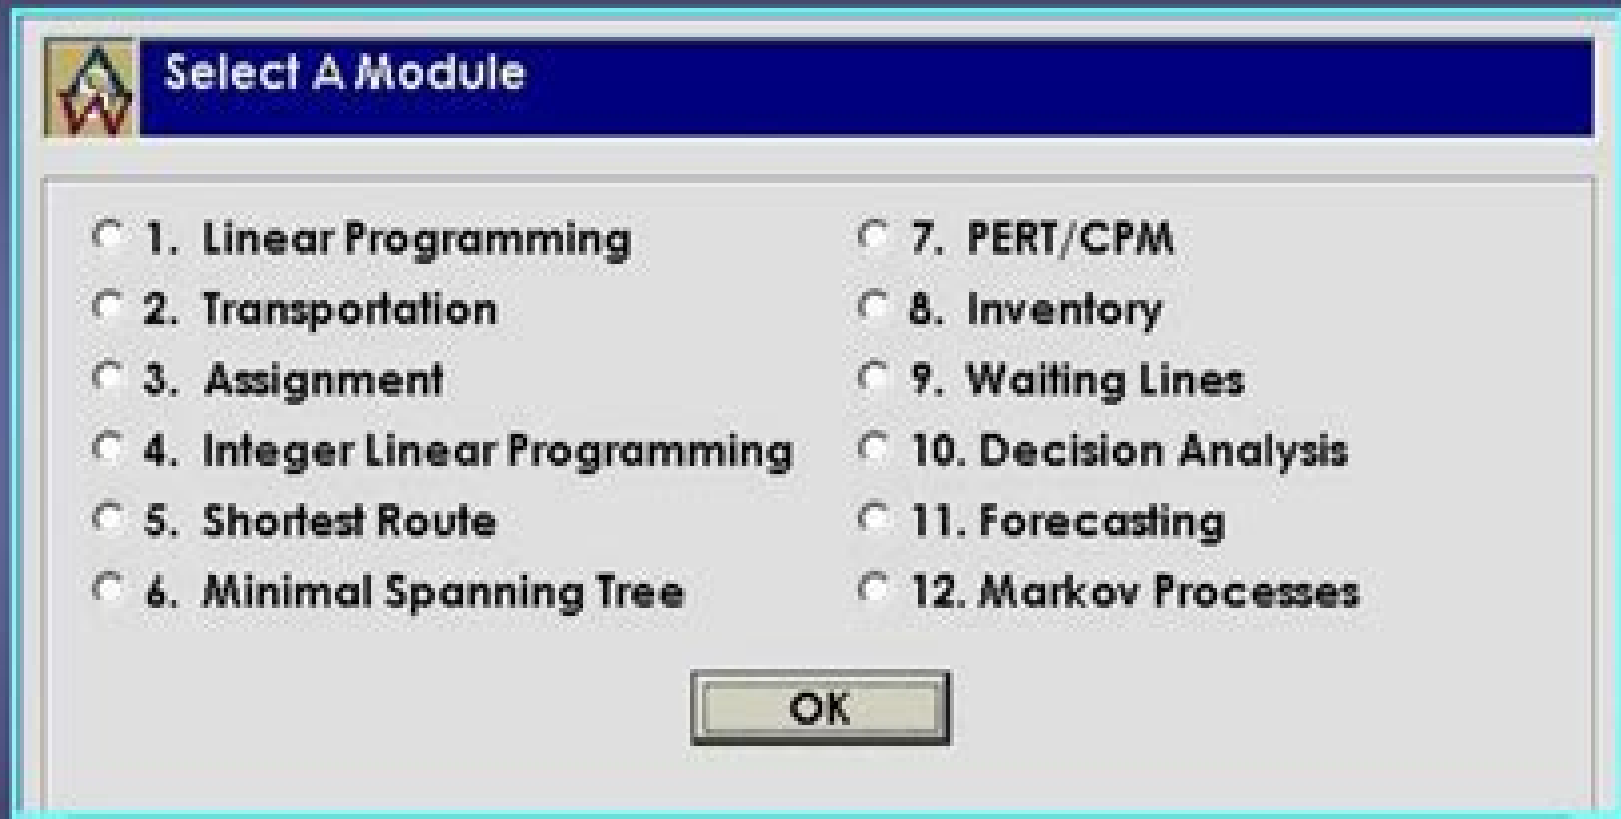 Select A Module
1. Linear Programming
2. Transportation
3. Assignment
4. Integer Linear Programming
5. Shortest Route
6. Minimal Spanning Tree
7. PERT/CPM
8. Inventory
9. Waiting Lines
10. Decision Analysis
11. Forecasting
12. Markov Processes
OK